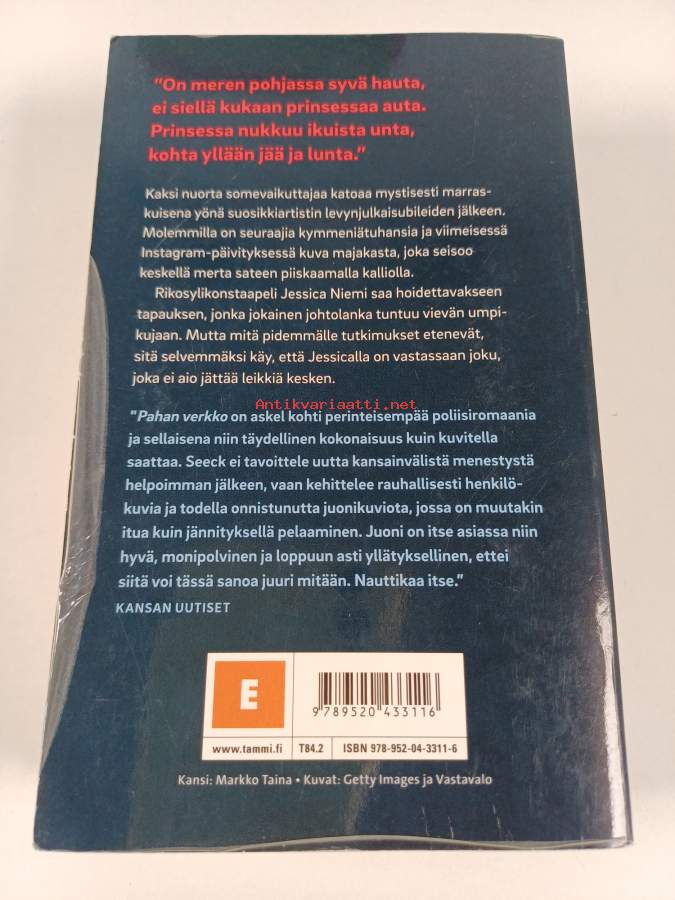 "On meren pohjassa syvä hauta,
ei siellä kukaan prinsessaa auta.
Prinsessa nukkuu ikuista unta,
kohta yllään jää ja lunta."
Kaksi nuorta somevaikuttajaa katoaa mystisesti marras-
kuisena yönä suosikkiartistin levynjulkaisubileiden jälkeen.
Molemmilla on seuraajia kymmeniätuhansia ja viimeisessä
Instagram-päivityksessä kuva majakasta, joka seisoo
keskellä merta sateen piiskaamalla kalliolla.
Rikosylikonstaapeli Jessica Niemi saa hoidettavakseen
tapauksen, jonka jokainen johtolanka tuntuu vievän umpi-
kujaan. Mutta mitä pidemmälle tutkimukset etenevät,
sitä selvemmäksi käy, että Jessicalla on vastassaan joku,
joka ei aio jättää leikkiä kesken.
Antikvariaatti.net
"Pahan verkko on askel kohti perinteisempää poliisiromaania
ja sellaisena niin täydellinen kokonaisuus kuin kuvitella
saattaa. Seeck ei tavoittele uutta kansainvälistä menestystä
helpoimman jälkeen, vaan kehittelee rauhallisesti henkilö-
kuvia ja todella onnistunutta juonikuviota, jossa on muutakin
itua kuin jännityksellä pelaaminen. Juoni on itse asiassa niin
hyvä, monipolvinen ja loppuun asti yllätyksellinen, ettei
siitä voi tässä sanoa juuri mitään. Nauttikaa itse."
KANSAN UUTISET
E
9 789520 433116
www.tammi.fi T84.2 ISBN 978-952-04-3311-6
Kansi: Markko Taina • Kuvat: Getty Images ja Vastavalo